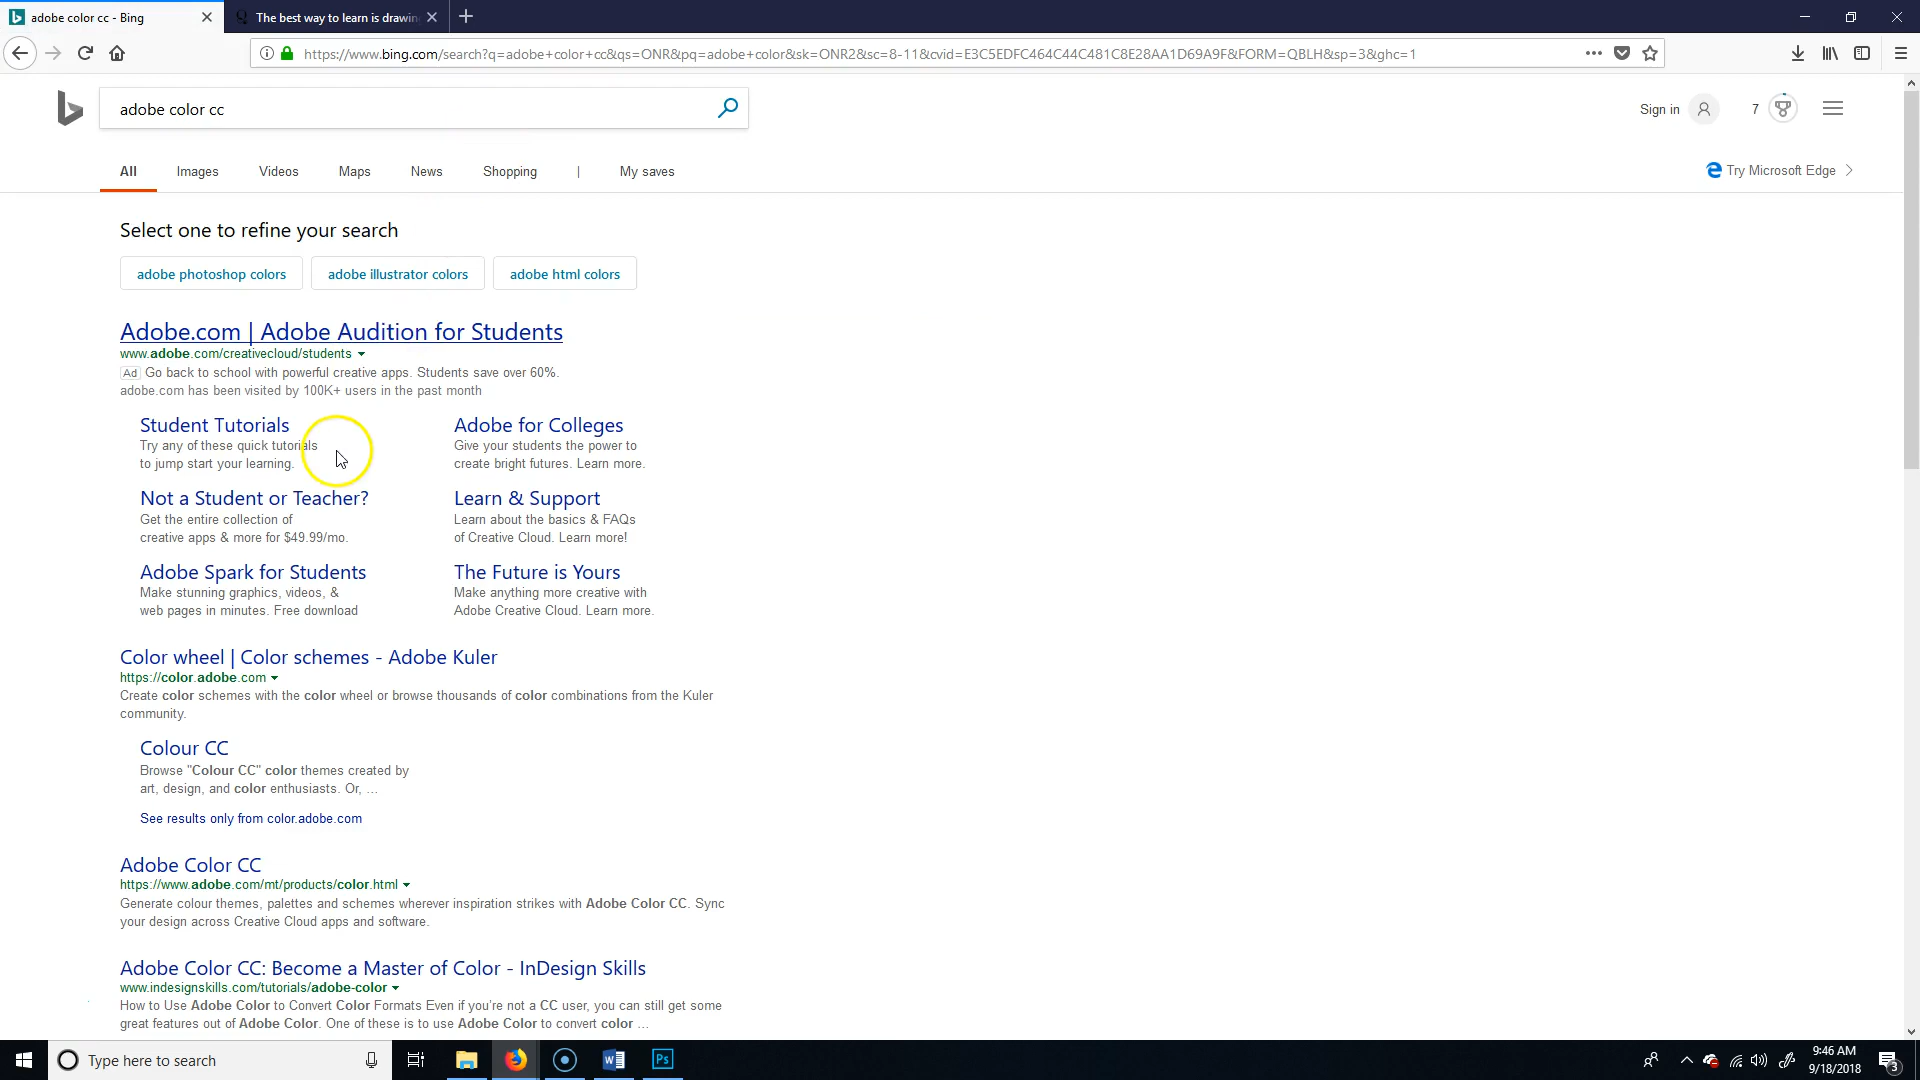 adobe color cc - Bing
The best way to learn is drawin
https://www.bing.com/search?q=adobe+color+cc&qs=ONR&pq=adobe+color&sk=ONR2&sc=8-11&cvid=E3C5EDFC464C44C481C8E28AA1D69A9F&FORM=QBLH&sp=3&ghc=1
adobe color cc
Sign in
7
All
Images
Videos
Maps
News
Shopping
|
My saves
Try Microsoft Edge
Select one to refine your search
adobe photoshop colors
adobe illustrator colors
adobe html colors
Adobe.com | Adobe Audition for Students
www.adobe.com/creativecloud/students
Ad Go back to school with powerful creative apps. Students save over 60%.
adobe.com has been visited by 100K+ users in the past month
Student Tutorials
Try any of these quick tutorials
to jump start your learning.
Adobe for Colleges
Give your students the power to
create bright futures. Learn more.
Not a Student or Teacher?
Get the entire collection of
creative apps & more for $49.99/mo.
Learn & Support
Learn about the basics & FAQs
of Creative Cloud. Learn more!
Adobe Spark for Students
Make stunning graphics, videos, &
web pages in minutes. Free download
The Future is Yours
Make anything more creative with
Adobe Creative Cloud. Learn more.
Color wheel | Color schemes - Adobe Kuler
https://color.adobe.com
Create color schemes with the color wheel or browse thousands of color combinations from the Kuler
community.
Colour CC
Browse "Colour CC" color themes created by
art, design, and color enthusiasts. Or, ...
See results only from color.adobe.com
Adobe Color CC
https://www.adobe.com/mt/products/color.html
Generate colour themes, palettes and schemes wherever inspiration strikes with Adobe Color CC. Sync
your design across Creative Cloud apps and software.
Adobe Color CC: Become a Master of Color - InDesign Skills
www.indesignskills.com/tutorials/adobe-color
How to Use Adobe Color to Convert Color Formats Even if you're not a CC user, you can still get some
great features out of Adobe Color. One of these is to use Adobe Color to convert color ...
Type here to search
Ps
9:46 AM
9/18/2018
3